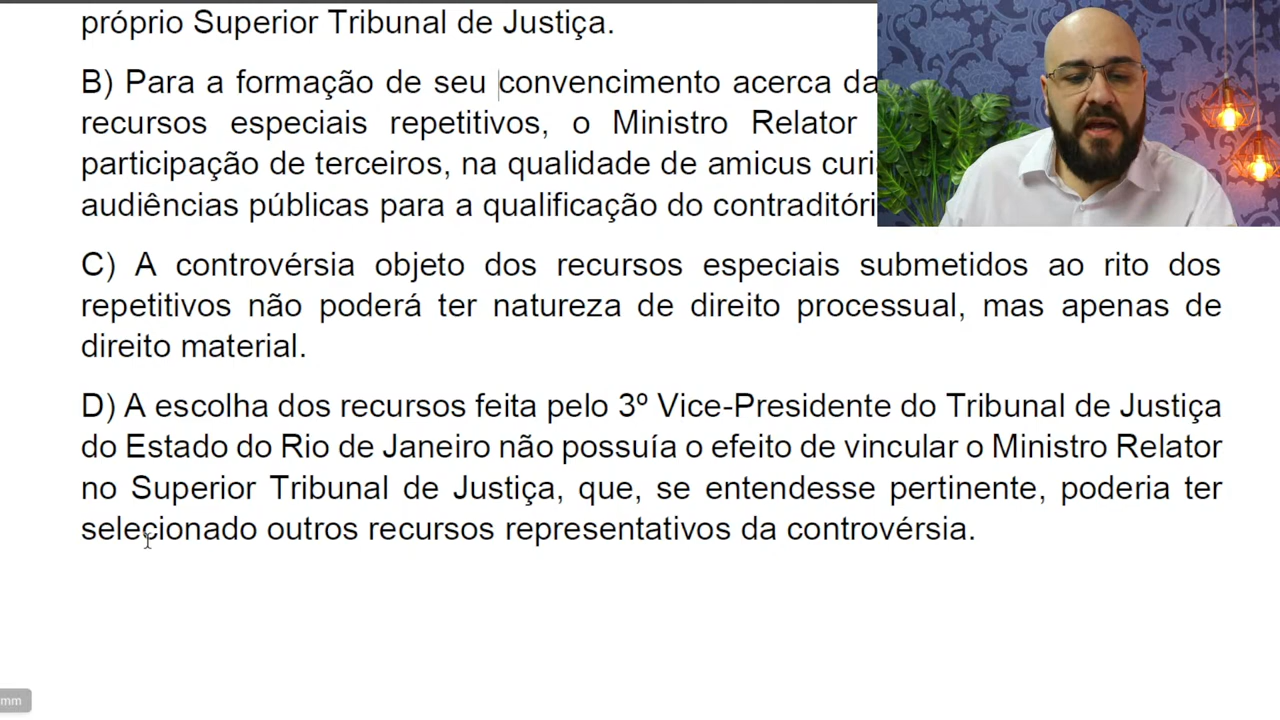 próprio Superior Tribunal de Justiça.
B) Para a formação de seu convencimento acerca da
recursos especiais repetitivos, o Ministro Relator
participação de terceiros, na qualidade de amicus curi
audiências públicas para a qualificação do contraditóri
C) A controvérsia objeto dos recursos especiais submetidos ao rito dos
repetitivos não poderá ter natureza de direito processual, mas apenas de
direito material.
D) A escolha dos recursos feita pelo 3º Vice-Presidente do Tribunal de Justiça
do Estado do Rio de Janeiro não possuía o efeito de vincular o Ministro Relator
no Superior Tribunal de Justiça, que, se entendesse pertinente, poderia ter
selecionado outros recursos representativos da controvérsia.
mm